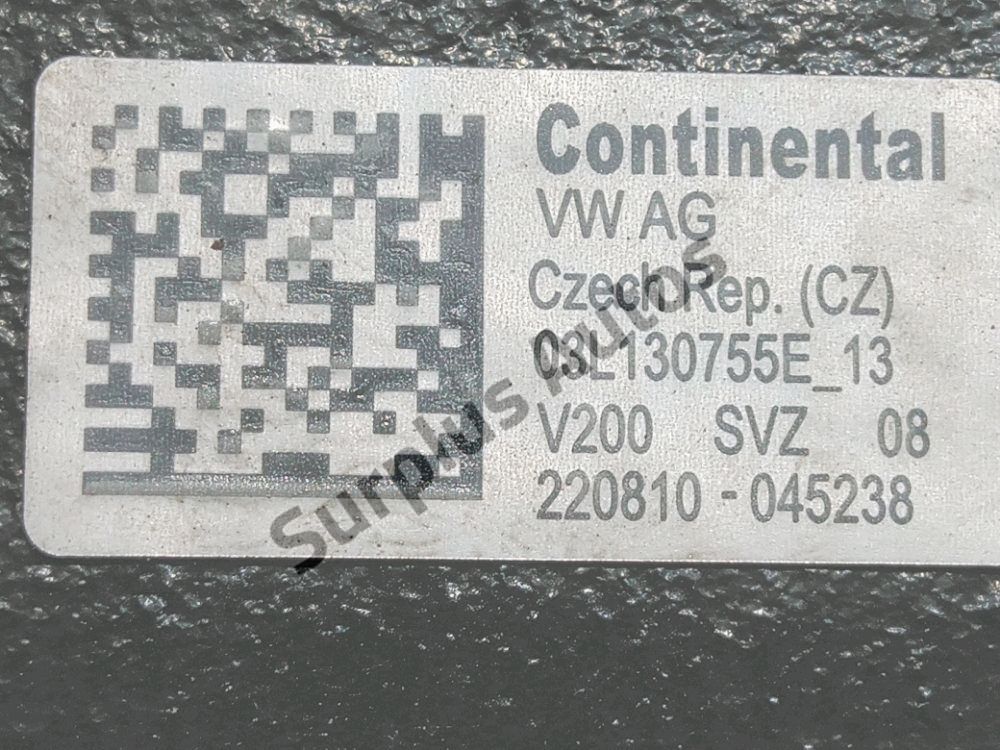 Continental
VW AG
Czech Rep. (CZ)
03L130755E_13
V200 SVZ 08
220810 - 045238
Surplus Autos